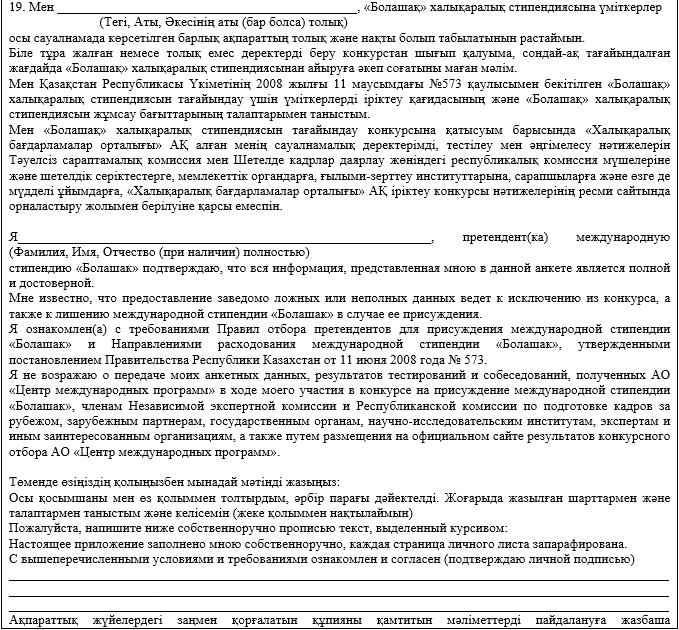 19. Мен ______________________________________________, «Болашақ» халықаралық стипендиясына үміткерлер
(Тегі, Аты, Әкесінің аты (бар болса) толық)
осы сауалнамада көрсетілген барлық ақпараттың толық және нақты болып табылатынын растаймын.
Біле тұра жалған немесе толық емес деректерді беру конкурстан шығып қалуыма, сондай-ақ тағайындалған
жағдайда «Болашақ» халықаралық стипендиясынан айыруға әкеп соғатыны маған мәлім.
Мен Қазақстан Республикасы Үкіметінің 2008 жылғы 11 маусымдағы №573 қаулысымен бекітілген «Болашақ»
халықаралық стипендиясын тағайындау үшін үміткерлерді іріктеу қағидасының және «Болашақ» халықаралық
стипендиясын жұмсау бағыттарының талаптарымен таныстым.
Мен «Болашақ» халықаралық стипендиясын тағайындау конкурсына қатысуым барысында «Халықаралық
бағдарламалар орталығы» АҚ алған менің сауалнамалық деректерімді, тестілеу мен әңгімелесу нәтижелерін
Тәуелсіз сараптамалық комиссия мен Шетелде кадрлар даярлау жөніндегі республикалық комиссия мүшелеріне
және шетелдік серіктестерге, мемлекеттік органдарға, ғылыми-зерттеу институттарына, сарапшыларға және өзге де
мүдделі ұйымдарға, «Халықаралық бағдарламалар орталығы» АҚ іріктеу конкурсы нәтижелерінің ресми сайтында
орналастыру жолымен берілуіне қарсы емеспін.
Я__________________________________________________________________, претендент(ка) международную
(Фамилия, Имя, Отчество (при наличии) полностью)
стипендию «Болашак» подтверждаю, что вся информация, представленная мною в данной анкете является полной
и достоверной.
Мне известно, что предоставление заведомо ложных или неполных данных ведет к исключению из конкурса, а
также к лишению международной стипендии «Болашак» в случае ее присуждения.
Я ознакомлен(а) с требованиями Правил отбора претендентов для присуждения международной стипендии
«Болашак» и Направлениями расходования международной стипендии «Болашак», утвержденными
постановлением Правительства Республики Казахстан от 11 июня 2008 года № 573.
Я не возражаю о передаче моих анкетных данных, результатов тестирований и собеседований, полученных АО
«Центр международных программ» в ходе моего участия в конкурсе на присуждение международной стипендии
«Болашак», членам Независимой экспертной комиссии и Республиканской комиссии по подготовке кадров за
рубежом, зарубежным партнерам, государственным органам, научно-исследовательским институтам, экспертам и
иным заинтересованным организациям, а также путем размещения на официальном сайте результатов конкурсного
отбора АО «Центр международных программ».
Төменде өзіңіздің қолыңызбен мынадай мәтінді жазыңыз:
Осы қосымшаны мен өз қолыммен толтырдым, әрбір парағы дәйектелді. Жоғарыда жазылған шарттармен және
талаптармен таныстым және келісемін (жеке қолыммен нақтылаймын)
Пожалуйста, напишите ниже собственноручно прописью текст, выделенный курсивом:
Настоящее приложение заполнено мною собственноручно, каждая страница личного листа запарафирована.
С вышеперечисленными условиями и требованиями ознакомлен и согласен (подтверждаю личной подписью)
Ақпараттық жүйелердегі заңмен қорғалатын құпияны қамтитын мәліметтерді пайдалануға жазбаша